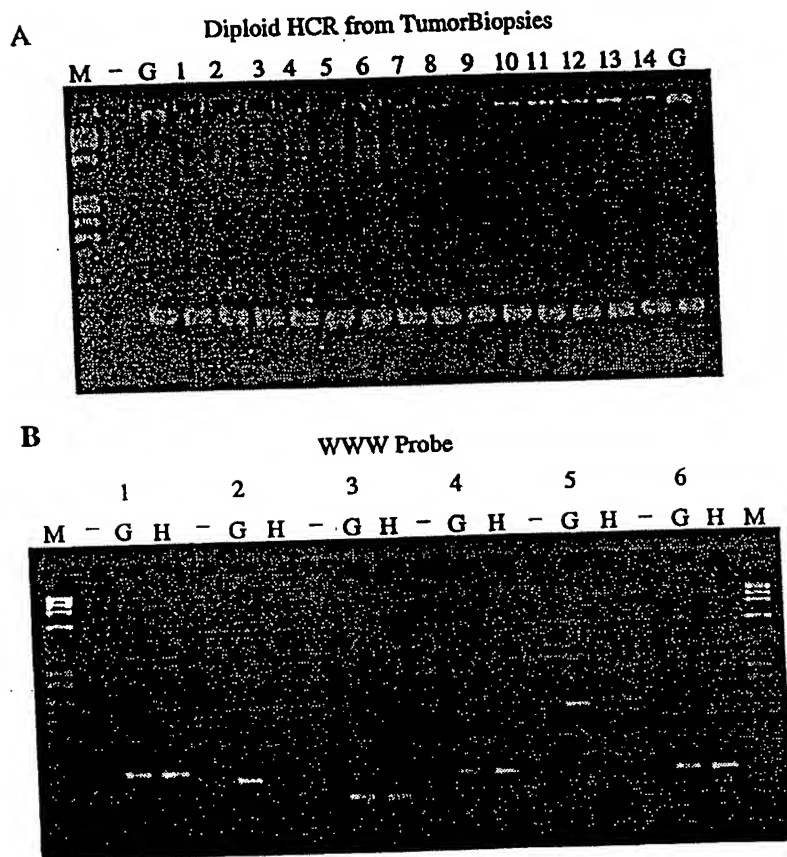 A
Diploid HCR from TumorBiopsies
M – G 1 2 3 4 5 6 7 8 9 10 11 12 13 14 G
B
WWW Probe
1 2 3 4 5 6
M – G H – G H – G H – G H – G H – G H M